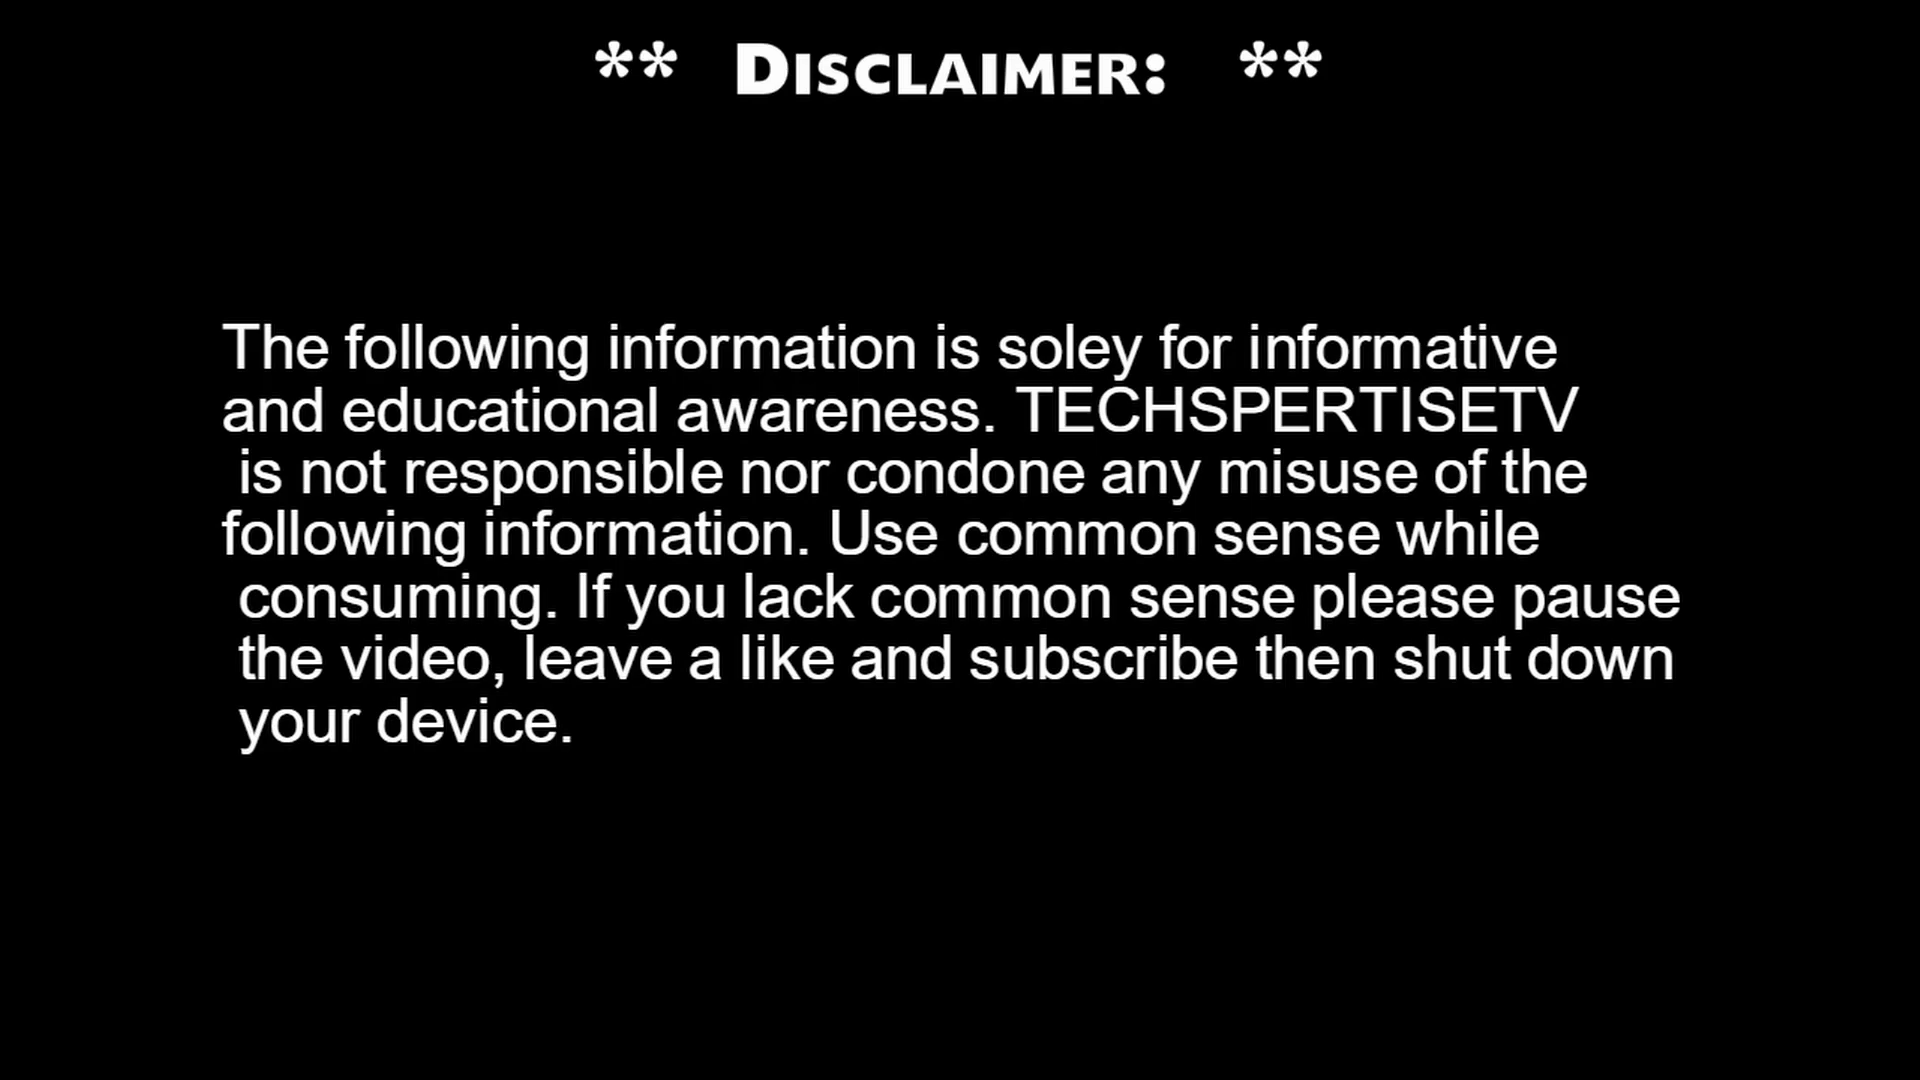 ** DISCLAIMER: **
The following information is soley for informative
and educational awareness. TECHSPERTISETV
is not responsible nor condone any misuse of the
following information. Use common sense while
consuming. If you lack common sense please pause
the video, leave a like and subscribe then shut down
your device.